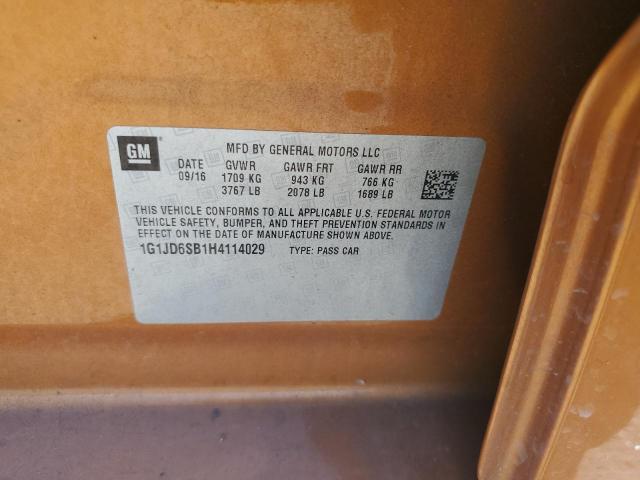 GM
MFD BY GENERAL MOTORS LLC
DATE GVWR GAWR FRT GAWR RR
09/16 1709 KG 943 KG 766 KG
3767 LB 2078 LB 1689 LB
THIS VEHICLE CONFORMS TO ALL APPLICABLE U.S. FEDERAL MOTOR
VEHICLE SAFETY, BUMPER, AND THEFT PREVENTION STANDARDS IN
EFFECT ON THE DATE OF MANUFACTURE SHOWN ABOVE.
1G1JD6SB1H4114029 TYPE: PASS CAR